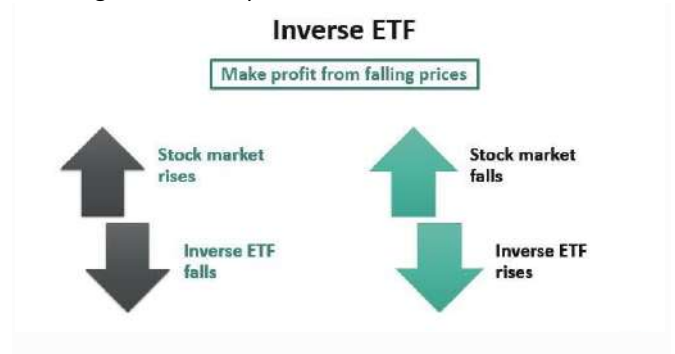 Inverse ETF
Make profit from falling prices
Stock market
rises
Inverse ETF
falls
Stock market
falls
Inverse ETF
rises